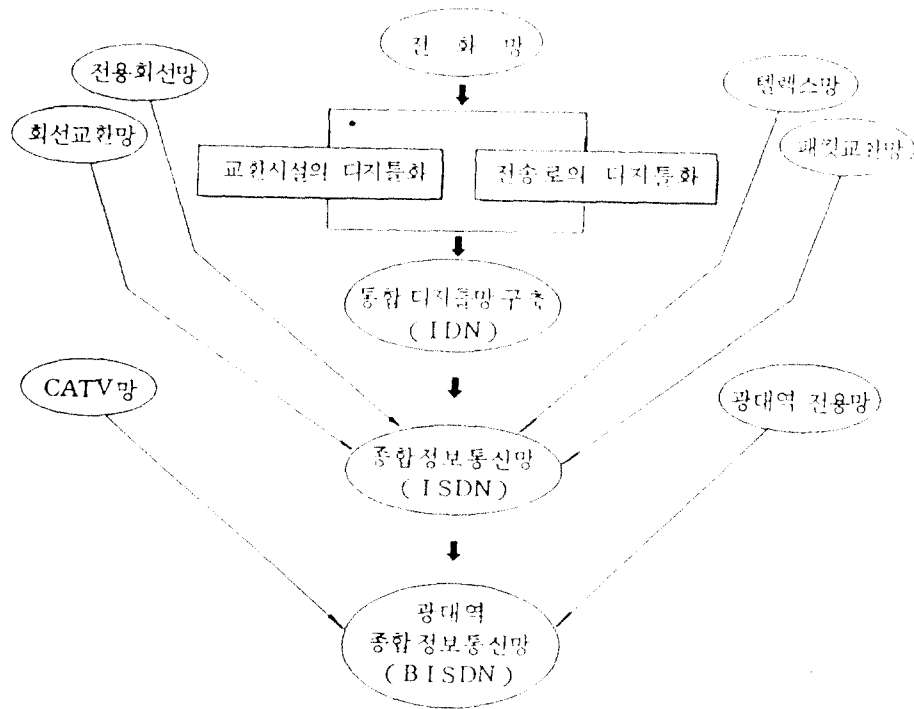 전 화 망
전용회선망
텔렉스망
회선교환망
패킷교환망
교환시설의 디지틀화
전송로의 디지틀화
통합 디지틀망 구축
( IDN )
CATV망
광대역 전용망
종합정보통신망
( ISDN )
광대역
종합정보통신망
( BISDN )